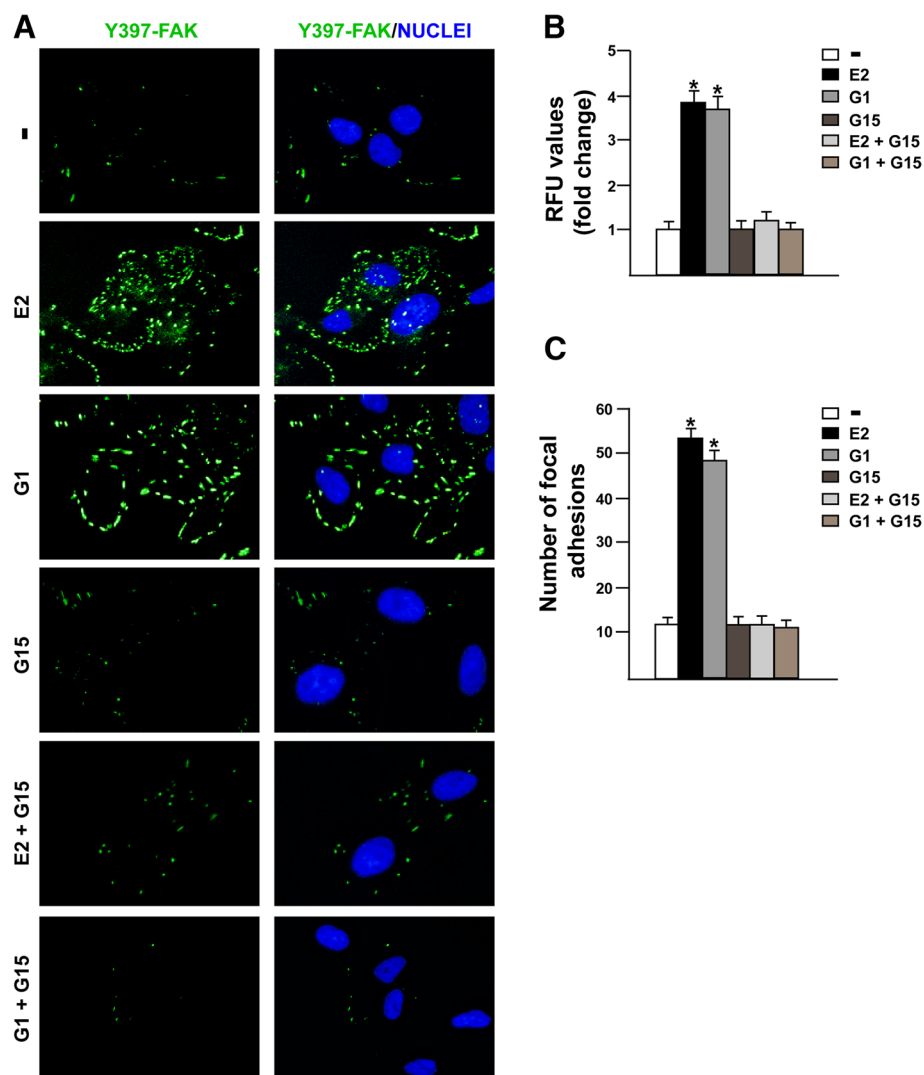 A
Y397-FAK
Y397-FAK/NUCLEI
-
E2
G1
G15
E2 + G15
G1 + G15
B
RFU values
(fold change)
5
4
3
2
1
* *
-
E2
G1
G15
E2 + G15
G1 + G15
C
Number of focal
adhesions
60
50
40
30
20
10
* *
-
E2
G1
G15
E2 + G15
G1 + G15